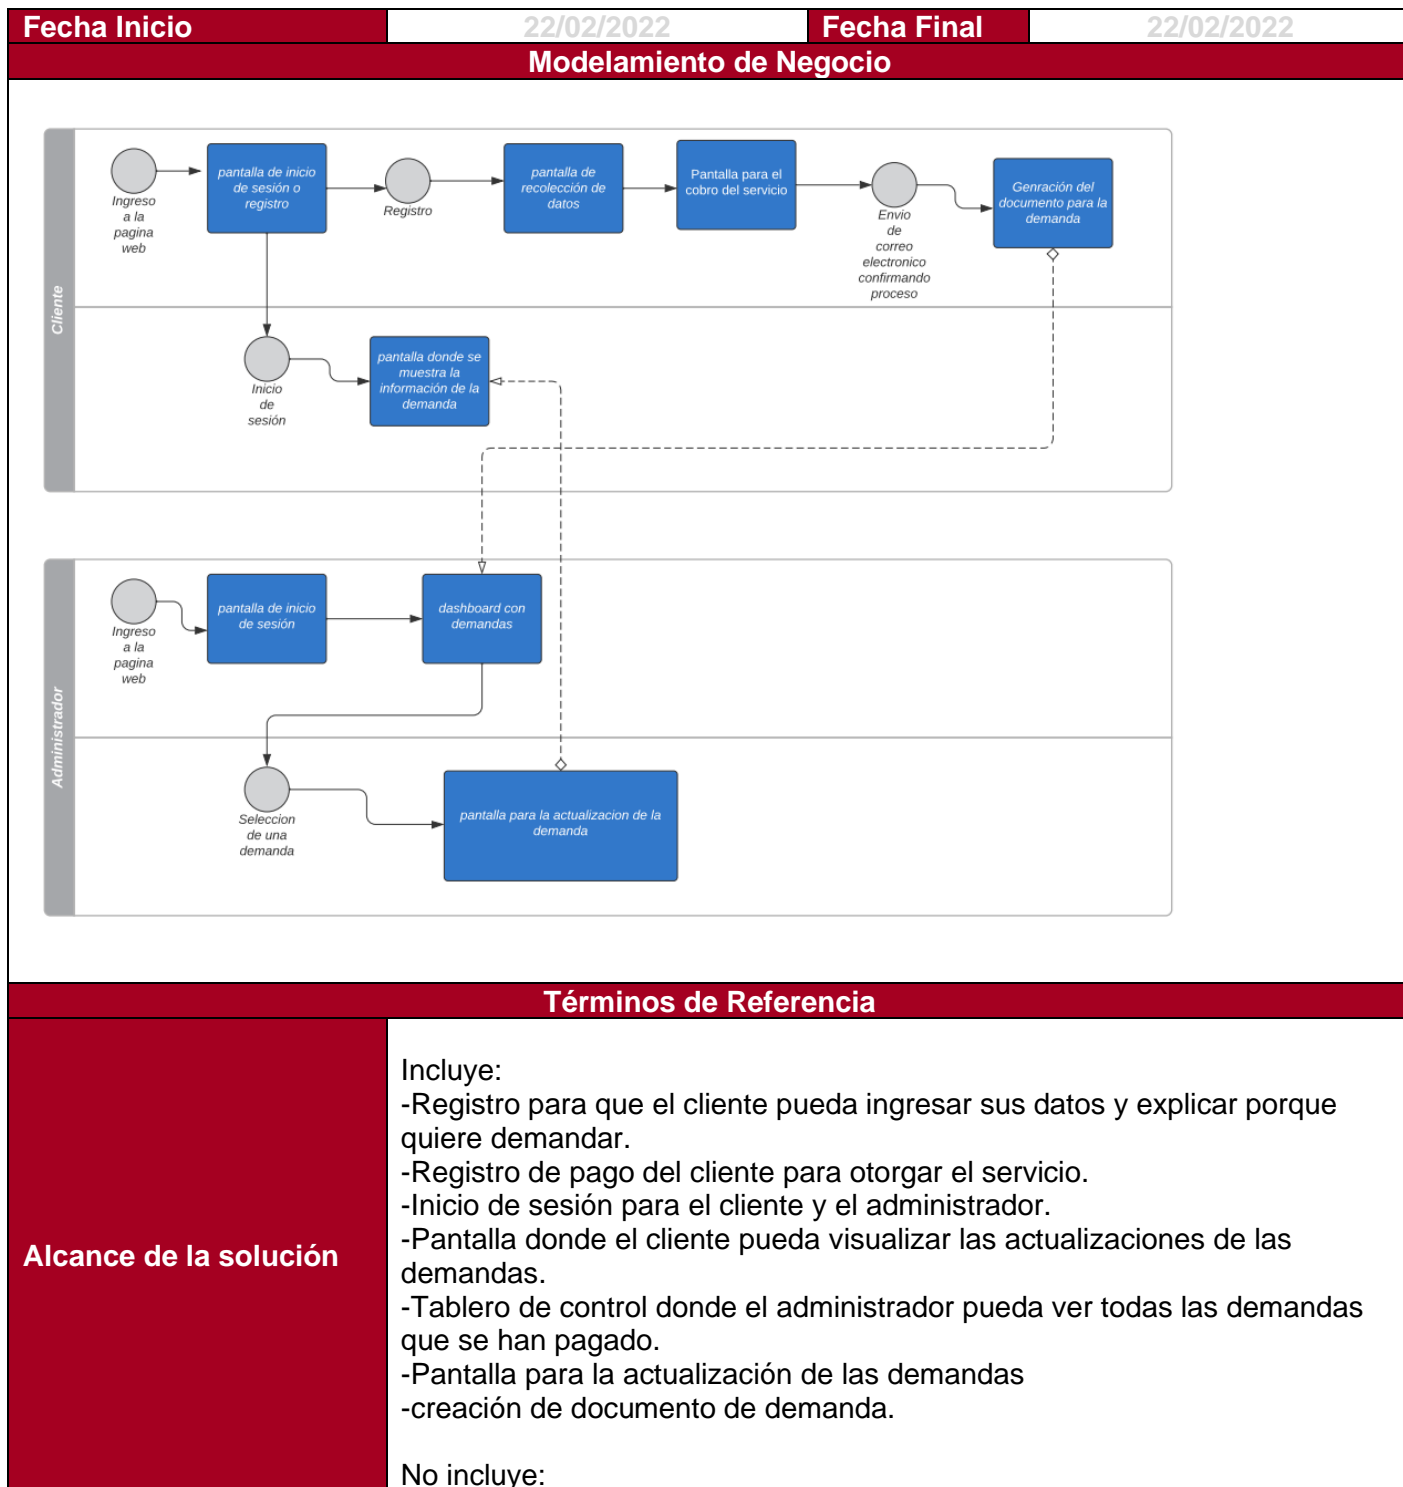 Fecha Inicio 22/02/2022 Fecha Final 22/02/2022
Modelamiento de Negocio
Cliente
Ingreso
a la
pagina
web
pantalla de inicio
de sesión o
registro
Registro
pantalla de
recolección de
datos
Pantalla para el
cobro del servicio
Envio
de
correo
electronico
confirmando
proceso
Genración del
documento para la
demanda
Inicio
de
sesión
pantalla donde se
muestra la
información de la
demanda
Administrador
Ingreso
a la
pagina
web
pantalla de inicio
de sesión
dashboard con
demandas
Seleccion
de una
demanda
pantalla para la actualizacion de la
demanda
Términos de Referencia
Alcance de la solución
Incluye:
-Registro para que el cliente pueda ingresar sus datos y explicar porque
quiere demandar.
-Registro de pago del cliente para otorgar el servicio.
-Inicio de sesión para el cliente y el administrador.
-Pantalla donde el cliente pueda visualizar las actualizaciones de las
demandas.
-Tablero de control donde el administrador pueda ver todas las demandas
que se han pagado.
-Pantalla para la actualización de las demandas
-creación de documento de demanda.
No incluye: